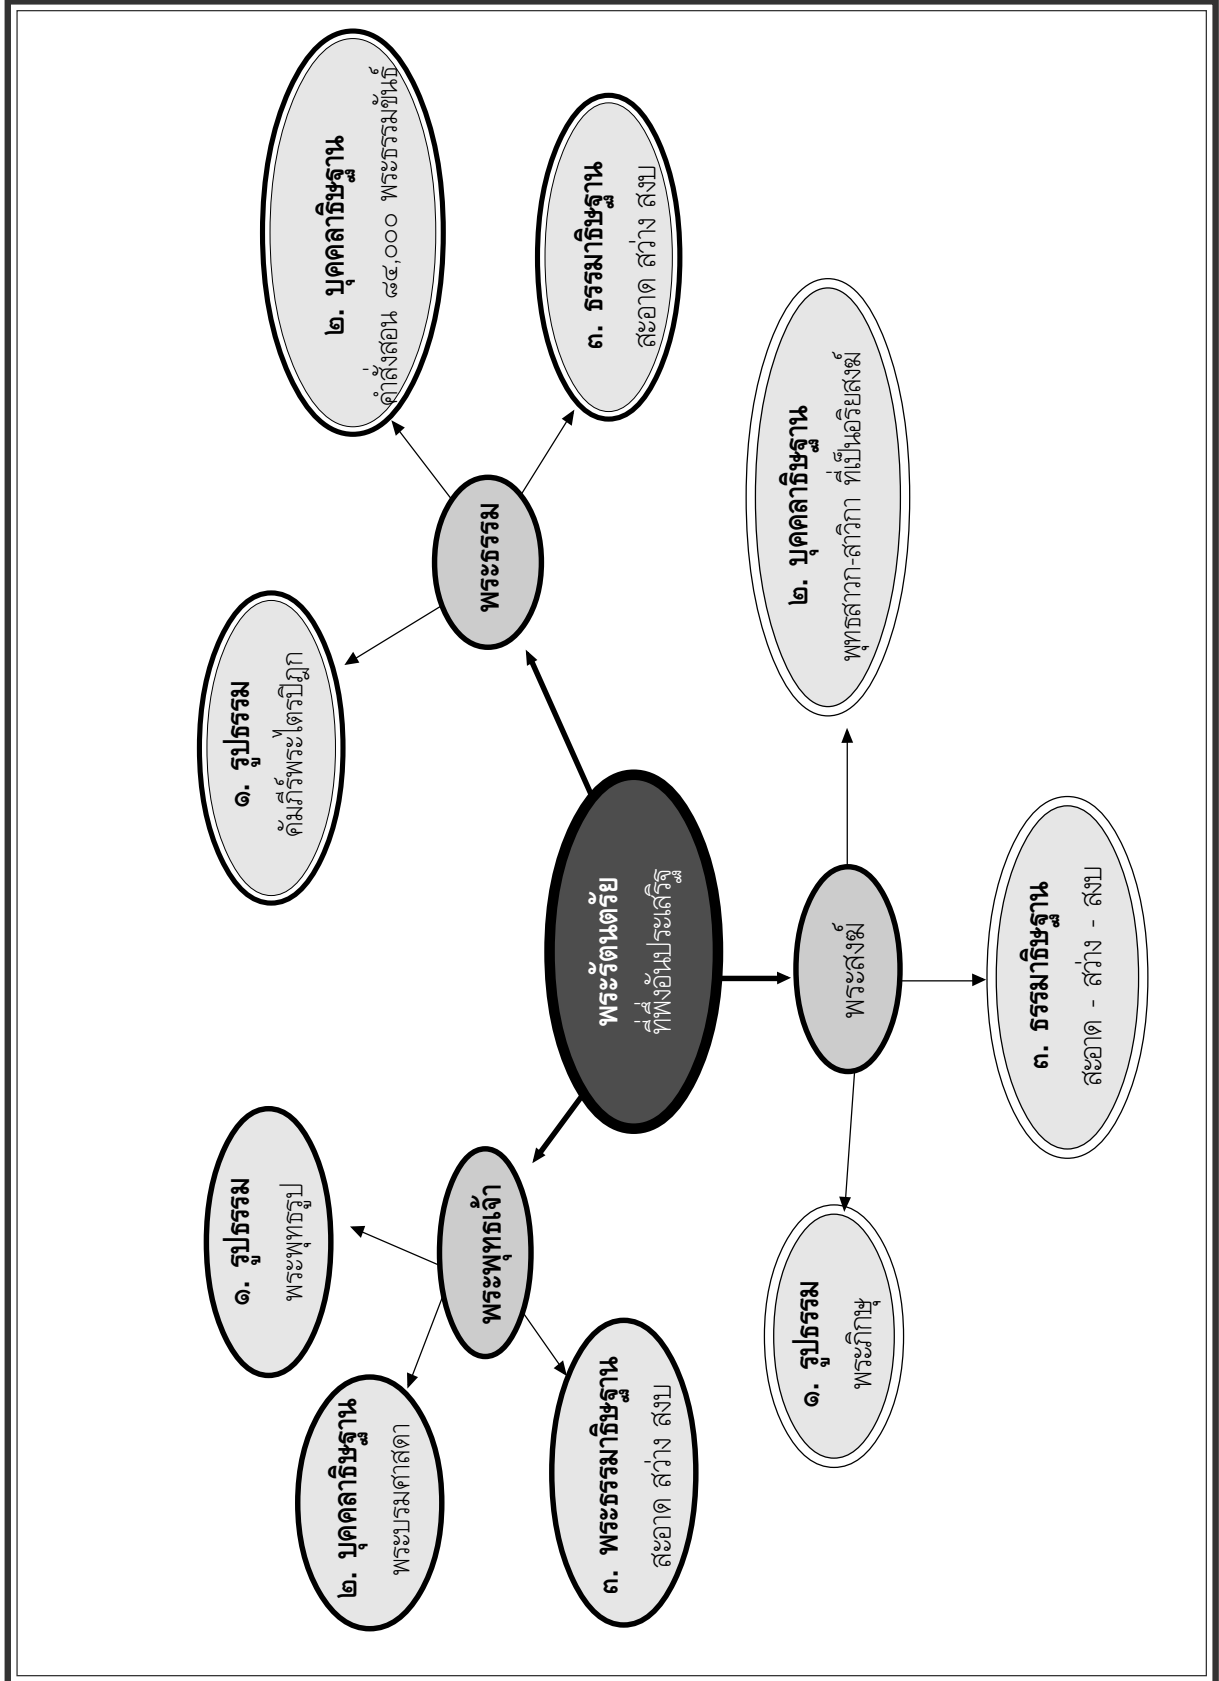 พระรัตนตรัย
ที่พึ่งอันประเสริฐ
พระพุทธเจ้า
๑. รูปธรรม
พระพุทธรูป
๒. บุคคลาธิษฐาน
พระบรมศาสดา
๓. พระธรรมาธิษฐาน
สะอาด สว่าง สงบ
พระธรรม
๑. รูปธรรม
คัมภีร์พระไตรปิฎก
๒. บุคคลาธิษฐาน
คำสั่งสอน ๘๔,๐๐๐ พระธรรมขันธ์
๓. ธรรมาธิษฐาน
สะอาด สว่าง สงบ
พระสงฆ์
๑. รูปธรรม
พระภิกษุ
๒. บุคคลาธิษฐาน
พุทธสาวก-สาวิกา ที่เป็นอริยสงฆ์
๓. ธรรมาธิษฐาน
สะอาด - สว่าง - สงบ